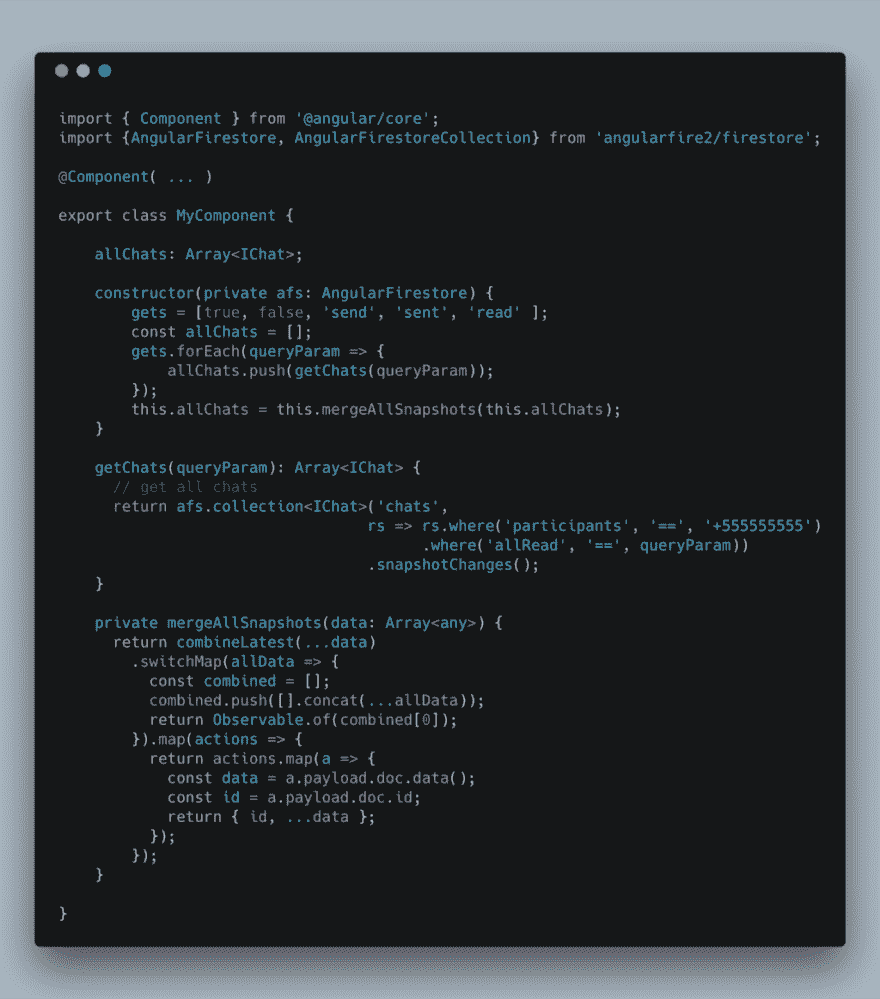 import { Component } from '@angular/core';
import {AngularFirestore, AngularFirestoreCollection} from 'angularfire2/firestore';
@Component( ... )
export class MyComponent {
allChats: Array<IChat>;
constructor(private afs: AngularFirestore) {
gets = [true, false, 'send', 'sent', 'read' ];
const allChats = [];
gets.forEach(queryParam => {
allChats.push(getChats(queryParam));
});
this.allChats = this.mergeAllSnapshots(this.allChats);
}
getChats(queryParam): Array<IChat> {
// get all chats
return afs.collection<IChat>('chats',
rs => rs.where('participants', '==', '+555555555')
.where('allRead', '==', queryParam))
.snapshotChanges();
}
private mergeAllSnapshots(data: Array<any>) {
return combineLatest(...data)
.switchMap(allData => {
const combined = [];
combined.push([].concat(...allData));
return Observable.of(combined[0]);
}).map(actions => {
return actions.map(a => {
const data = a.payload.doc.data();
const id = a.payload.doc.id;
return { id, ...data };
});
});
}
}